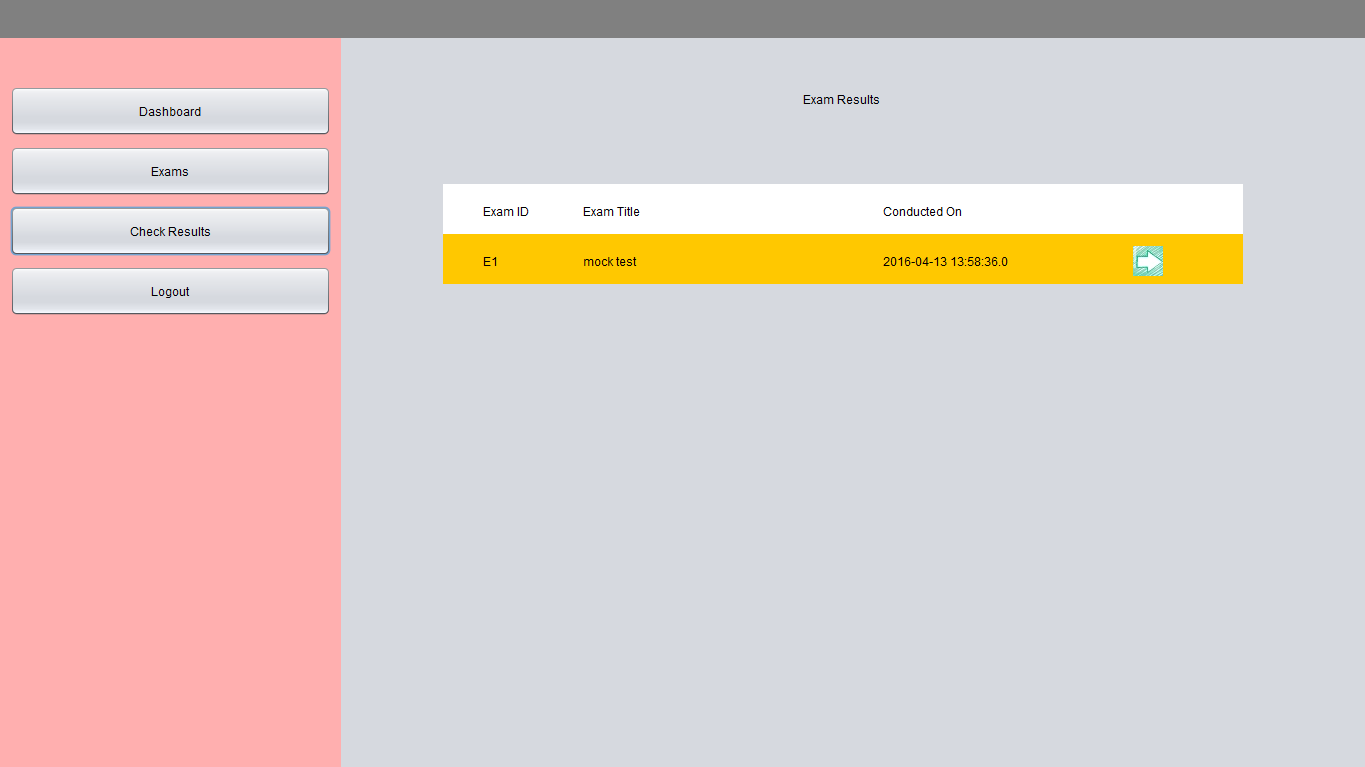 Dashboard
Exams
Check Results
Logout
Exam Results
Exam ID Exam Title Conducted On
E1 mock test 2016-04-13 13:58:36.0